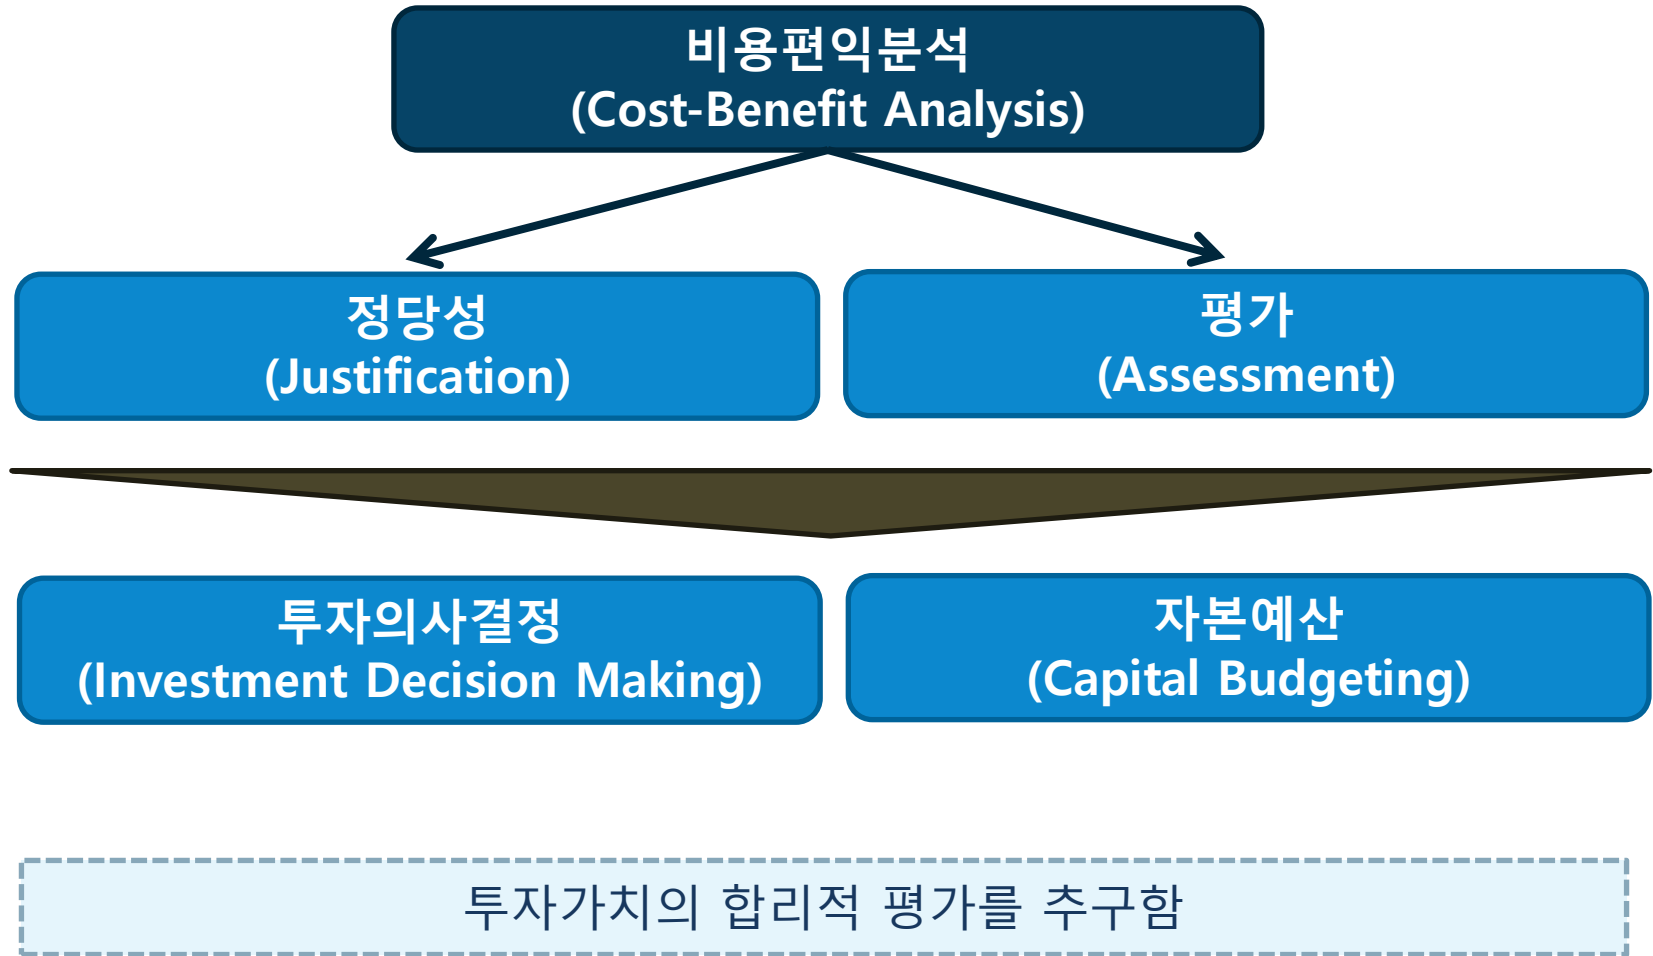 비용편익분석
(Cost-Benefit Analysis)
정당성
(Justification)
평가
(Assessment)
투자의사결정
(Investment Decision Making)
자본예산
(Capital Budgeting)
투자가치의 합리적 평가를 추구함